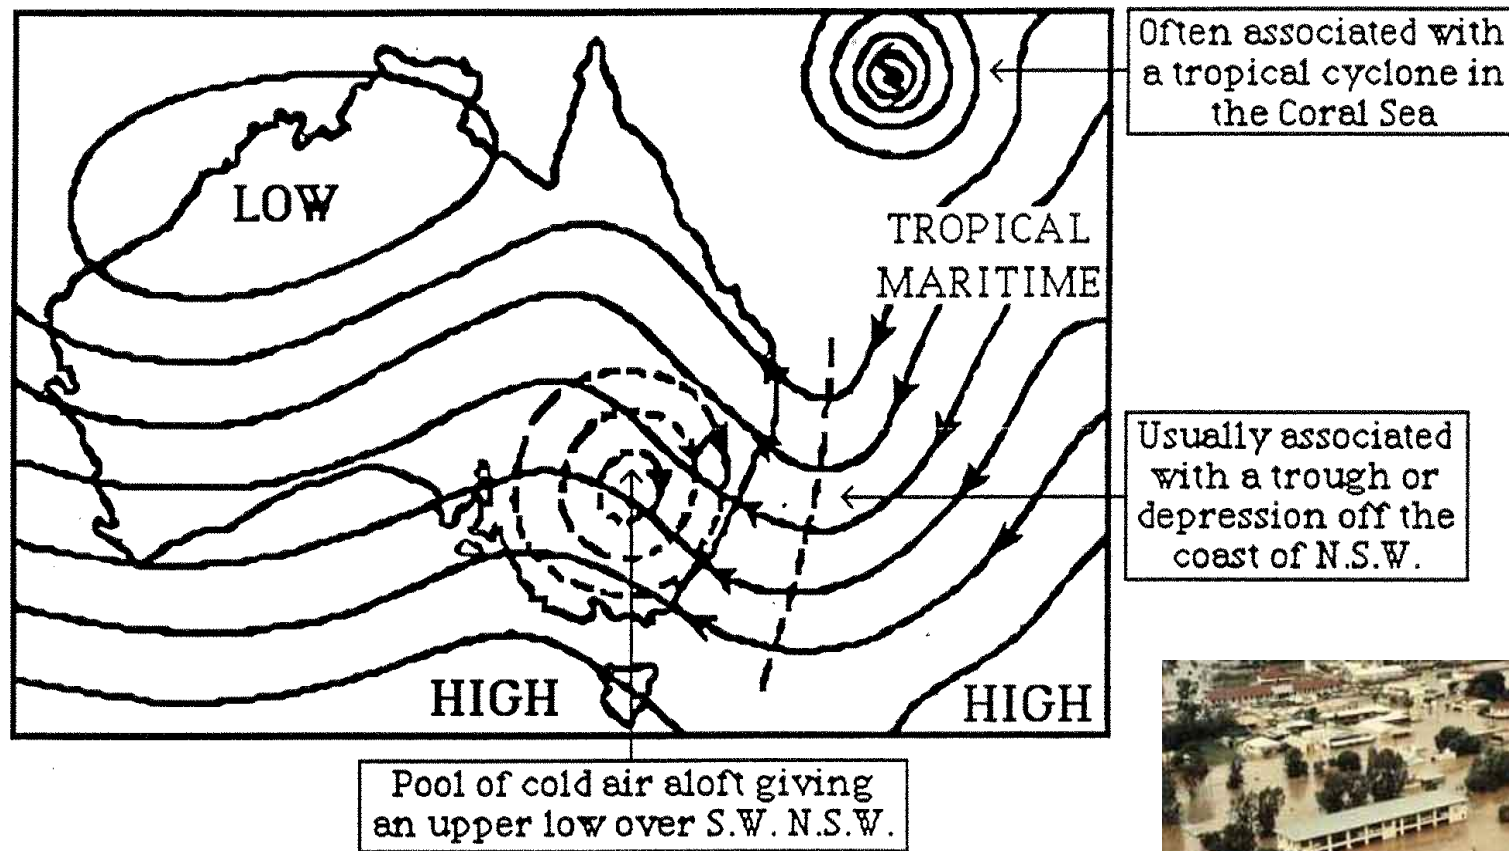 Often associated with
a tropical cyclone in
the Coral Sea
LOW
TROPICAL
MARITIME
Usually associated
with a trough or
depression off the
coast of N.S.W.
HIGH
HIGH
Pool of cold air aloft giving
an upper low over S.W. N.S.W.